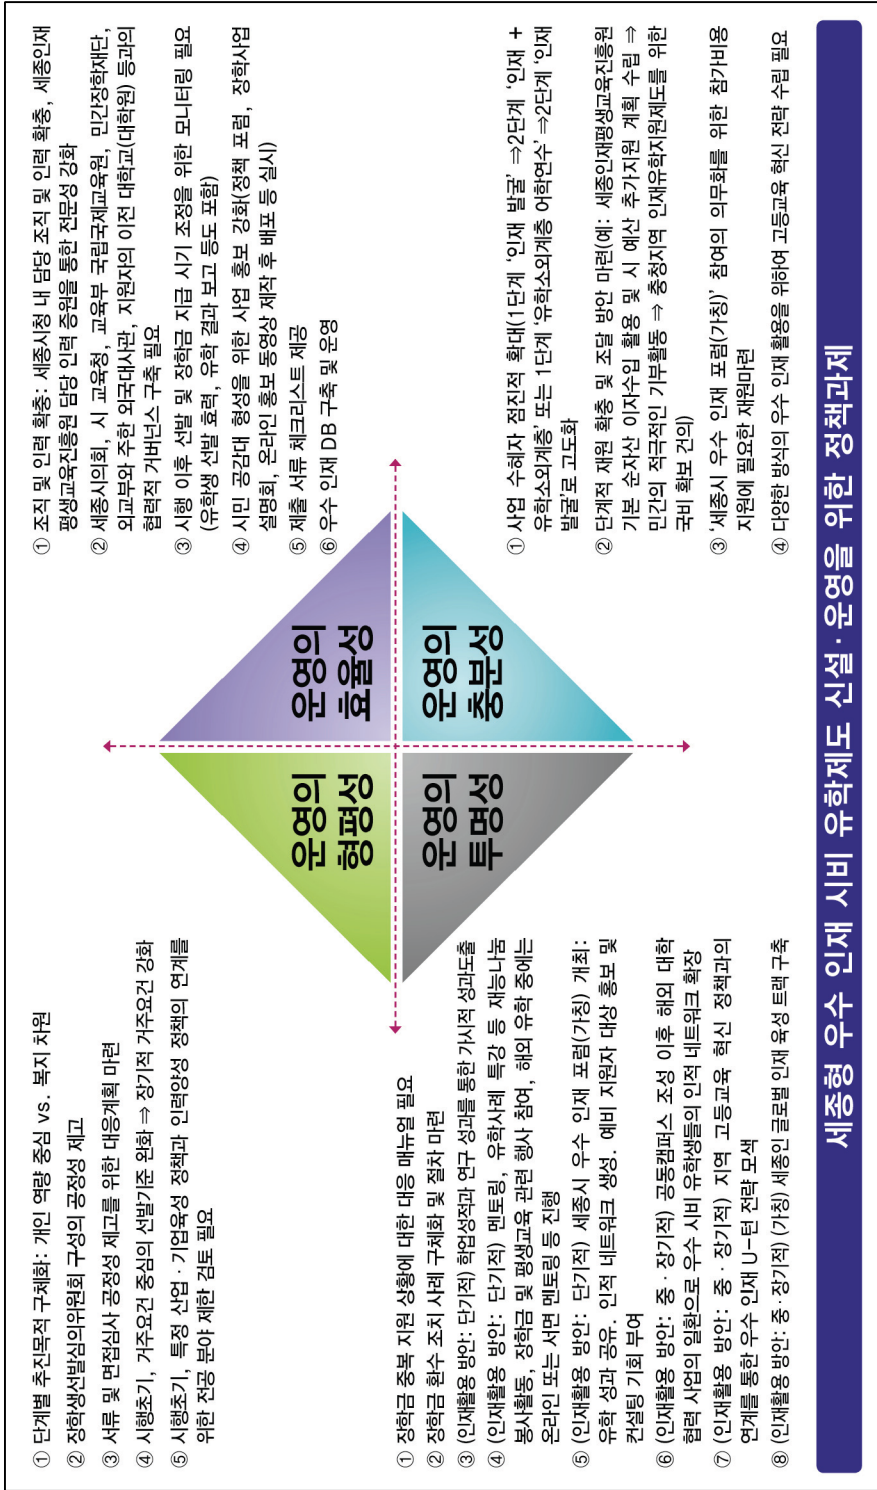 ① 단계별 추진목적 구체화: 개인 역량 중심 vs. 복지 차원
② 장학생선발심의위원회 구성의 공정성 제고
③ 서류 및 면접심사 공정성 제고를 위한 대응계획 마련
④ 시행초기, 거주요건 중심의 선발기준 완화 ⇒ 장기적 거주요건 강화
⑤ 시행초기, 특정 산업·기업육성 정책과 인력양성 정책의 연계를
위한 전공 분야 제한 검토 필요
① 조직 및 인력 확충: 세종시청 내 담당 조직 및 인력 확충, 세종인재
평생교육진흥원 담당 인력 증원을 통한 전문성 강화
② 세종시의회, 시 교육청, 교육부 국립국제교육원, 민간장학재단,
외교부와 주한 외국대사관, 지원자의 이전 대학교(대학원) 등과의
협력적 거버넌스 구축 필요
③ 시행 이후 선발 및 장학금 지급 시기 조정을 위한 모니터링 필요
(유학생 선발 효력, 유학 결과 보고 등도 포함)
④ 시민 공감대 형성을 위한 사업 홍보 강화(정책 포럼, 장학사업
설명회, 온라인 홍보 동영상 제작 후 배포 등 실시)
⑤ 제출 서류 체크리스트 제공
⑥ 우수 인재 DB 구축 및 운영
운영의
형평성
운영의
효율성
운영의
투명성
운영의
충분성
① 장학금 중복 지원 상황에 대한 대응 매뉴얼 필요
② 장학금 환수 조치 사례 구체화 및 절차 마련
③ (인재활용 방안: 단기적) 학업성적과 연구 성과를 통한 가시적 성과도출
④ (인재활용 방안: 단기적) 멘토링, 유학사례 특강 등 재능나눔
봉사활동, 장학금 및 평생교육 관련 행사 참여, 해외 유학 중에는
온라인 또는 서면 멘토링 등 진행
⑤ (인재활용 방안: 단기적) 세종시 우수 인재 포럼(가칭) 개최:
유학 성과 공유. 인적 네트워크 생성. 예비 지원자 대상 홍보 및
컨설팅 기회 부여
⑥ (인재활용 방안: 중·장기적) 공동캠퍼스 조성 이후 해외 대학
협력 사업의 일환으로 우수 시비 유학생들의 인적 네트워크 확장
⑦ (인재활용 방안: 중·장기적) 지역 고등교육 혁신 정책과의
연계를 통한 우수 인재 U-턴 전략 모색
⑧ (인재활용 방안: 중·장기적) (가칭) 세종인 글로벌 인재 육성 트랙 구축
① 사업 수혜자 점진적 확대(1단계 '인재 발굴' ⇒2단계 '인재 +
유학소외계층' 또는 1단계 '유학소외계층 어학연수' ⇒2단계 '인재
발굴'로 고도화
② 단계적 재원 확충 및 조달 방안 마련(예: 세종인재평생교육진흥원
기본 순자산 이자수입 활용 및 시 예산 추가지원 계획 수립 ⇒
민간의 적극적인 기부활동 ⇒ 충청지역 인재유학지원제도를 위한
국비 확보 건의)
③ '세종시 우수 인재 포럼(가칭)' 참여의 의무화를 위한 참가비용
지원에 필요한 재원마련
④ 다양한 방식의 우수 인재 활용을 위하여 고등교육 혁신 전략 수립 필요
세종형 우수 인재 시비 유학제도 신설·운영을 위한 정책과제